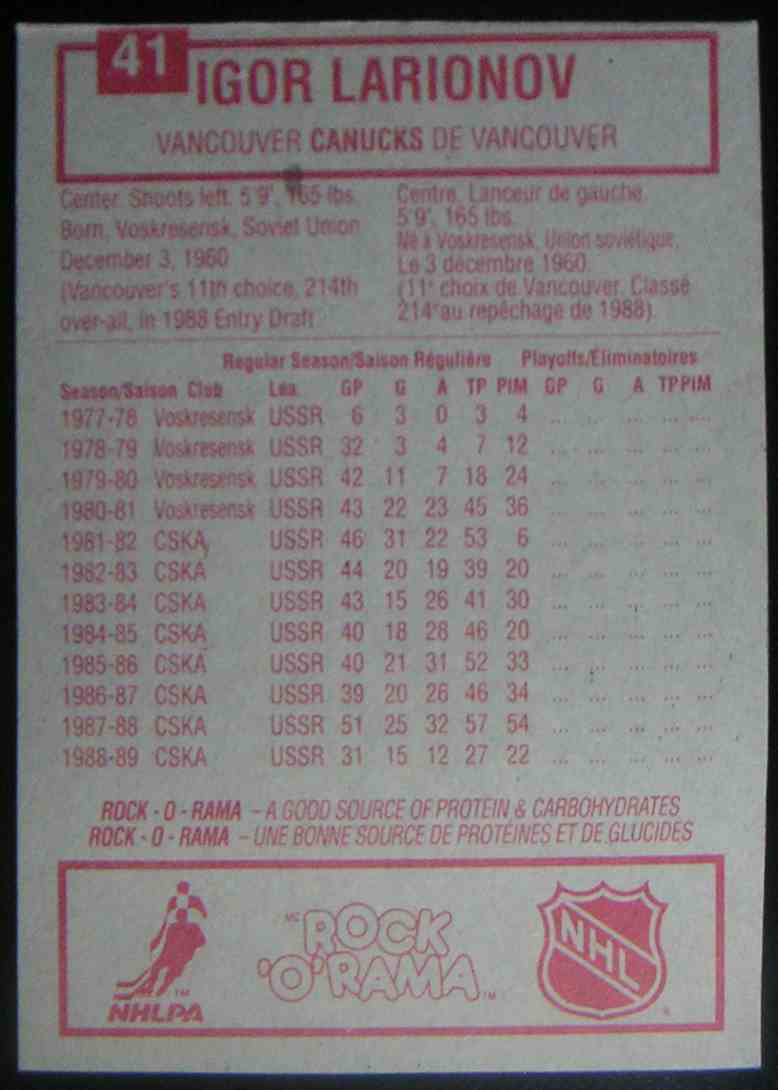 41
IGOR LARIONOV
VANCOUVER CANUCKS DE VANCOUVER
Center. Shoots left. 5'9', 165 lbs.
Born, Voskresensk, Soviet Union
December 3, 1960
(Vancouver's 11th choice, 214th
over-all, in 1988 Entry Draft
Centre. Lanceur de gauche.
5'9', 165 lbs.
Né à Voskresensk, Union soviétique,
Le 3 décembre 1960.
(11e choix de Vancouver. Classé
214e au repêchage de 1988).
Regular Season/Saison Régulière Playoffs/Eliminatoires
Season/Saison Club Lea. GP G A TP PIM GP G A TP PIM
1977-78 Voskresensk USSR 6 3 0 3 4 ... ... ... ... ...
1978-79 Voskresensk USSR 32 3 4 7 12 ... ... ... ... ...
1979-80 Voskresensk USSR 42 11 7 18 24 ... ... ... ... ...
1980-81 Voskresensk USSR 43 22 23 45 36 ... ... ... ... ...
1981-82 CSKA USSR 46 31 22 53 6 ... ... ... ... ...
1982-83 CSKA USSR 44 20 19 39 20 ... ... ... ... ...
1983-84 CSKA USSR 43 15 26 41 30 ... ... ... ... ...
1984-85 CSKA USSR 40 18 28 46 20 ... ... ... ... ...
1985-86 CSKA USSR 40 21 31 52 33 ... ... ... ... ...
1986-87 CSKA USSR 39 20 26 46 34 ... ... ... ... ...
1987-88 CSKA USSR 51 25 32 57 54 ... ... ... ... ...
1988-89 CSKA USSR 31 15 12 27 22 ... ... ... ... ...
ROCK - O - RAMA – A GOOD SOURCE OF PROTEIN & CARBOHYDRATES
ROCK - O - RAMA – UNE BONNE SOURCE DE PROTÉINES ET DE GLUCIDES
NHLPA ™
MC ROCK
'O' RAMA ™
NHL ®